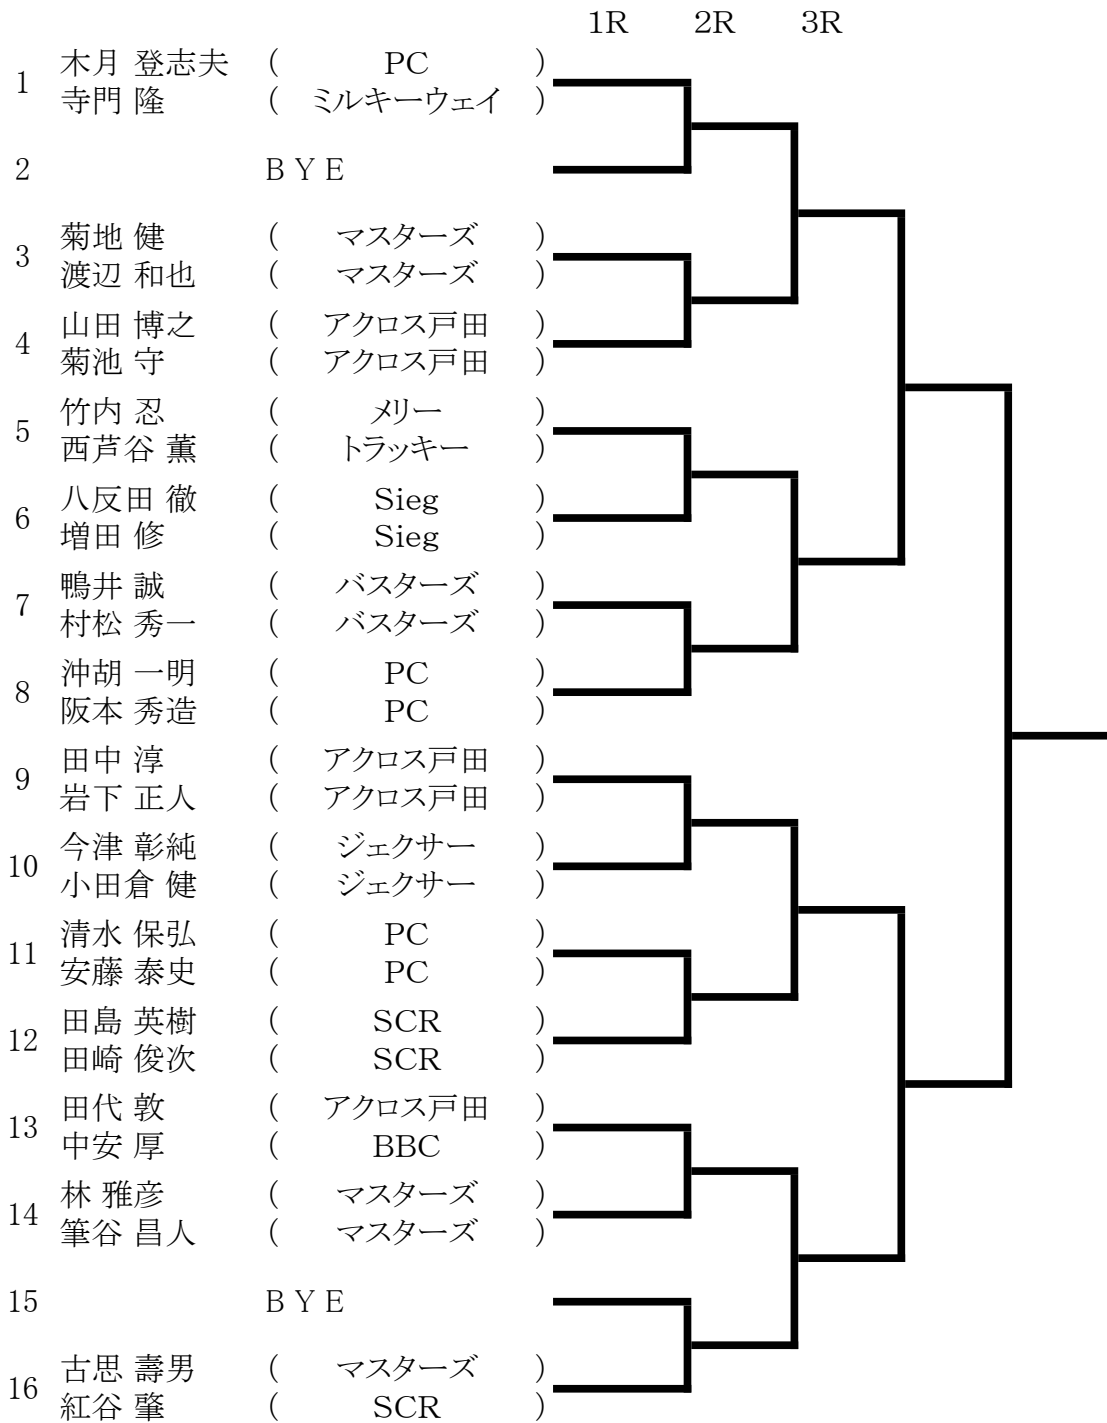 1R 2R 3R
1
木月 登志夫 ( PC )
寺門 隆 ( ミルキーウェイ )
2 BYE
3
菊地 健 ( マスターズ )
渡辺 和也 ( マスターズ )
4
山田 博之 ( アクロス戸田 )
菊池 守 ( アクロス戸田 )
5
竹内 忍 ( メリー )
西芦谷 薫 ( トラッキー )
6
八反田 徹 ( Sieg )
増田 修 ( Sieg )
7
鴨井 誠 ( バスターズ )
村松 秀一 ( バスターズ )
8
沖胡 一明 ( PC )
阪本 秀造 ( PC )
9
田中 淳 ( アクロス戸田 )
岩下 正人 ( アクロス戸田 )
10
今津 彰純 ( ジェクサー )
小田倉 健 ( ジェクサー )
11
清水 保弘 ( PC )
安藤 泰史 ( PC )
12
田島 英樹 ( SCR )
田崎 俊次 ( SCR )
13
田代 敦 ( アクロス戸田 )
中安 厚 ( BBC )
14
林 雅彦 ( マスターズ )
筆谷 昌人 ( マスターズ )
15 BYE
16
古思 壽男 ( マスターズ )
紅谷 肇 ( SCR )